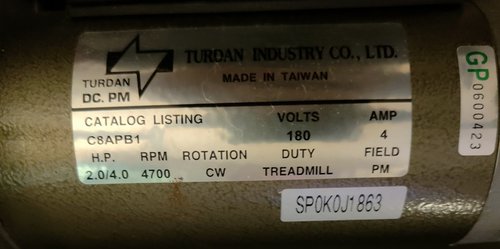 TURDAN INDUSTRY CO., LTD.
MADE IN TAIWAN
TURDAN
DC. PM
CATALOG LISTING VOLTS AMP
C8APB1 180 4
H.P. RPM ROTATION DUTY FIELD
2.0/4.0 4700 CW TREADMILL PM
SP0K0J1863
GP 0600423